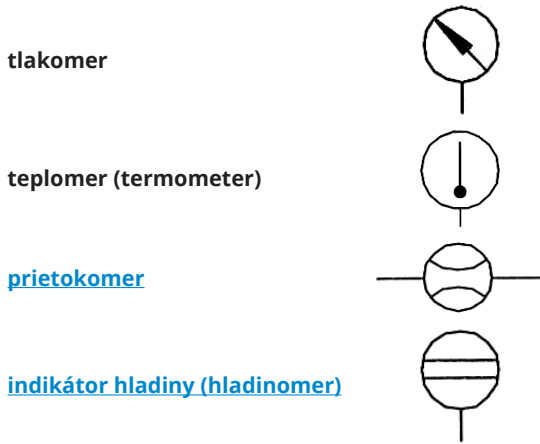 tlakomer
teplomer (termometer)
prietokomer
indikátor hladiny (hladinomer)